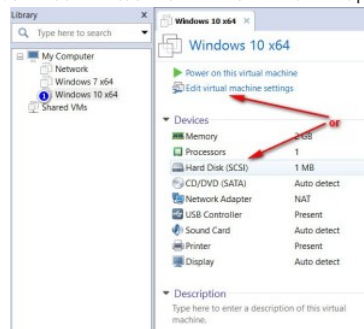 Library X
Type here to search
My Computer
Network
Windows 7 x64
1 Windows 10 x64
Shared VMs
Windows 10 x64 ×
Windows 10 x64
Power on this virtual machine
Edit virtual machine settings
or
Devices
Memory 2 GB
Processors 1
Hard Disk (SCSI) 1 MB
CD/DVD (SATA) Auto detect
Network Adapter NAT
USB Controller Present
Sound Card Auto detect
Printer Present
Display Auto detect
Description
Type here to enter a description of this virtual
machine.